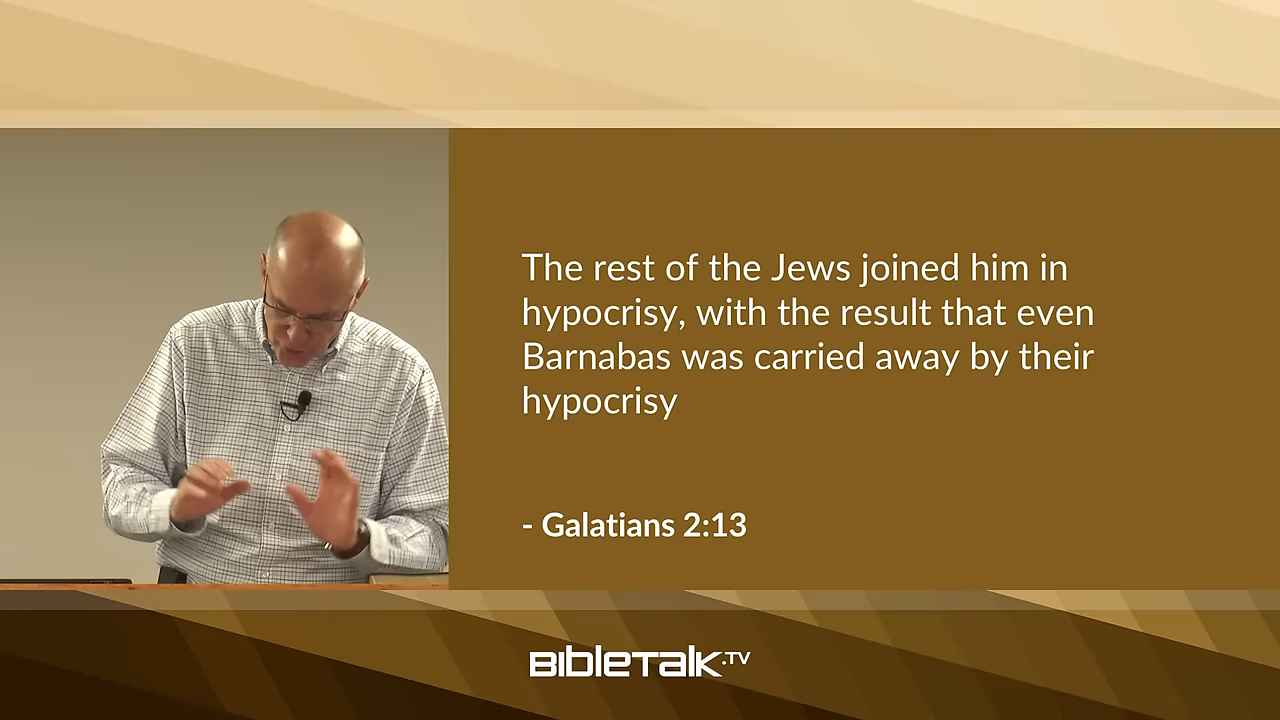 The rest of the Jews joined him in
hypocrisy, with the result that even
Barnabas was carried away by their
hypocrisy
- Galatians 2:13
BibleTalk.TV